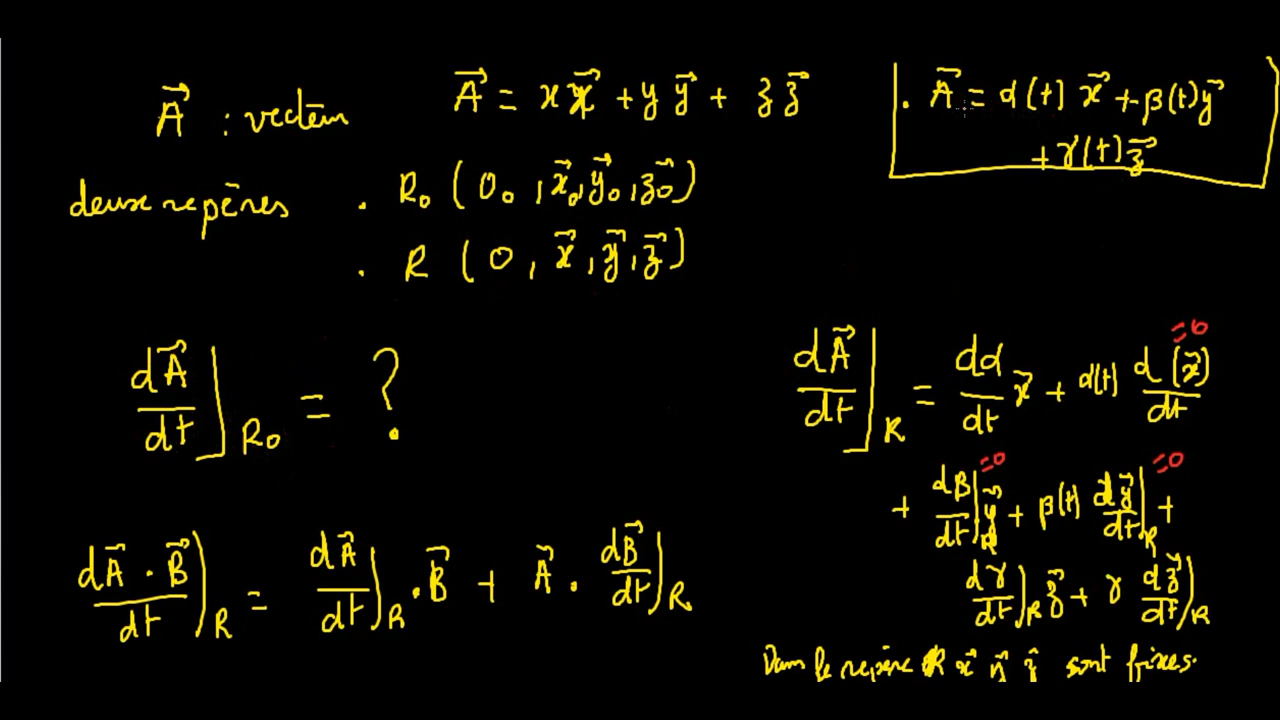 A⃗ : vecteur
A⃗ = x x⃗ + y y⃗ + z z⃗
. A⃗ = α(t) x⃗ + β(t) y⃗
+ γ(t) z⃗
deux repères . R₀ ( O₀ , x⃗₀, y⃗₀, z⃗₀)
. R ( O , x⃗, y⃗, z⃗)
dA⃗/dt]R₀ = ?
dA⃗/dt]R = dα/dt x⃗ + α(t) d(x⃗)/dt =0
+ dβ/dt|R y⃗ =0 + β(t) dy⃗/dt|R =0 +
dγ/dt)R z⃗ + γ dz⃗/dt)R
dA⃗ · B⃗/dt)R = dA⃗/dt)R · B⃗ + A⃗ · dB⃗/dt)R
Dans le repère R x⃗ y⃗ z⃗ sont fixes.